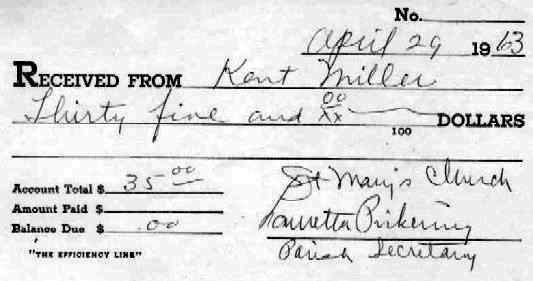 No.
April 29 1963
RECEIVED FROM Kent Miller
Thirty five and 00/xx DOLLARS
100
Account Total $ 35 00
St Mary's Church
Amount Paid $
Lauretta Pickering
Balance Due $ .00
Parish Secretary
"THE EFFICIENCY LINE"